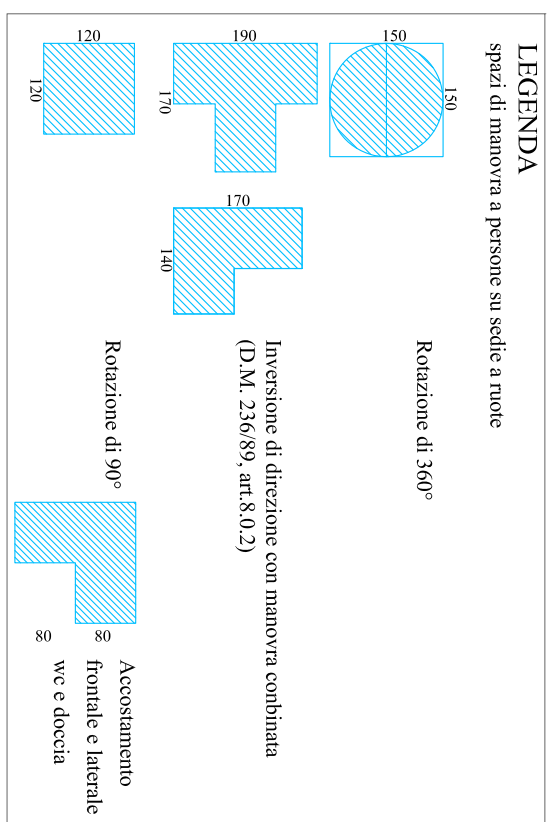 LEGENDA
spazi di manovra a persone su sedie a ruote
150
150
Rotazione di 360°
190
170
170
140
Inversione di direzione con manovra conbinata
(D.M. 236/89, art.8.0.2)
120
120
Rotazione di 90°
80
80
Accostamento
frontale e laterale
wc e doccia